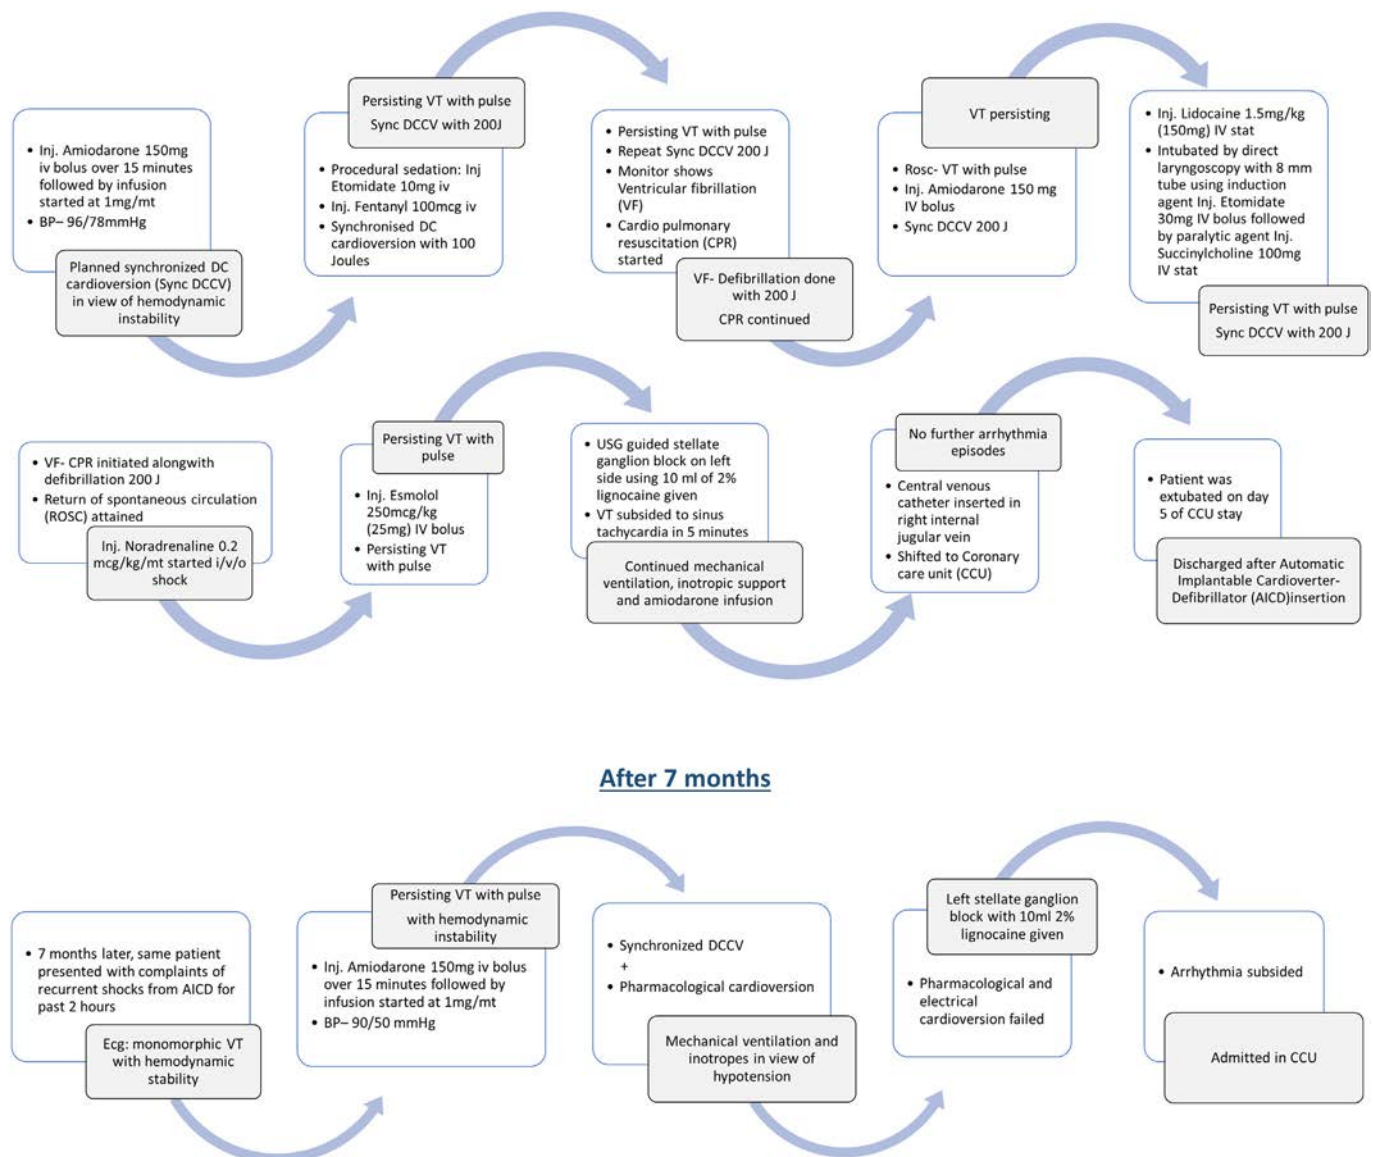 • Inj. Amiodarone 150mg
iv bolus over 15 minutes
followed by infusion
started at 1mg/mt
• BP– 96/78mmHg
Planned synchronized DC
cardioversion (Sync DCCV)
in view of hemodynamic
instability
Persisting VT with pulse
Sync DCCV with 200J
• Procedural sedation: Inj
Etomidate 10mg iv
• Inj. Fentanyl 100mcg iv
• Synchronised DC
cardioversion with 100
Joules
• Persisting VT with pulse
• Repeat Sync DCCV 200 J
• Monitor shows
Ventricular fibrillation
(VF)
• Cardio pulmonary
resuscitation (CPR)
started
VF- Defibrillation done
with 200 J
CPR continued
VT persisting
• Rosc- VT with pulse
• Inj. Amiodarone 150 mg
IV bolus
• Sync DCCV 200 J
• Inj. Lidocaine 1.5mg/kg
(150mg) IV stat
• Intubated by direct
laryngoscopy with 8 mm
tube using induction
agent Inj. Etomidate
30mg IV bolus followed
by paralytic agent Inj.
Succinylcholine 100mg
IV stat
Persisting VT with pulse
Sync DCCV with 200 J
• VF- CPR initiated alongwith
defibrillation 200 J
• Return of spontaneous circulation
(ROSC) attained
Inj. Noradrenaline 0.2
mcg/kg/mt started i/v/o
shock
Persisting VT with
pulse
• Inj. Esmolol
250mcg/kg
(25mg) IV bolus
• Persisting VT
with pulse
• USG guided stellate
ganglion block on left
side using 10 ml of 2%
lignocaine given
• VT subsided to sinus
tachycardia in 5 minutes
Continued mechanical
ventilation, inotropic support
and amiodarone infusion
No further arrhythmia
episodes
• Central venous
catheter inserted in
right internal
jugular vein
• Shifted to Coronary
care unit (CCU)
• Patient was
extubated on day
5 of CCU stay
Discharged after Automatic
Implantable Cardioverter-
Defibrillator (AICD)insertion
After 7 months
• 7 months later, same patient
presented with complaints of
recurrent shocks from AICD for
past 2 hours
Ecg: monomorphic VT
with hemodynamic
stability
Persisting VT with pulse
with hemodynamic
instability
• Inj. Amiodarone 150mg iv bolus
over 15 minutes followed by
infusion started at 1mg/mt
• BP– 90/50 mmHg
• Synchronized DCCV
+
• Pharmacological cardioversion
Mechanical ventilation and
inotropes in view of
hypotension
Left stellate ganglion
block with 10ml 2%
lignocaine given
• Pharmacological and
electrical
cardioversion failed
• Arrhythmia subsided
Admitted in CCU